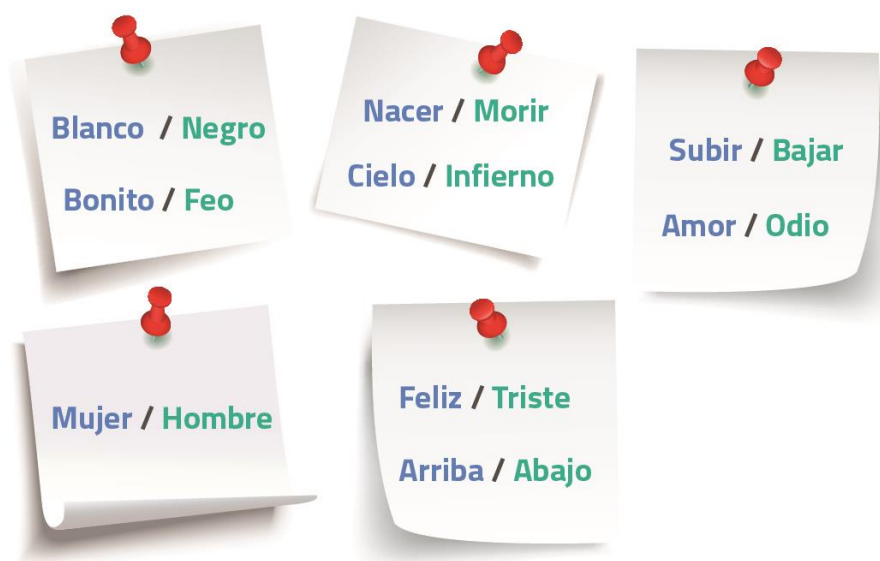 Blanco / Negro
Bonito / Feo
Nacer / Morir
Cielo / Infierno
Subir / Bajar
Amor / Odio
Mujer / Hombre
Feliz / Triste
Arriba / Abajo